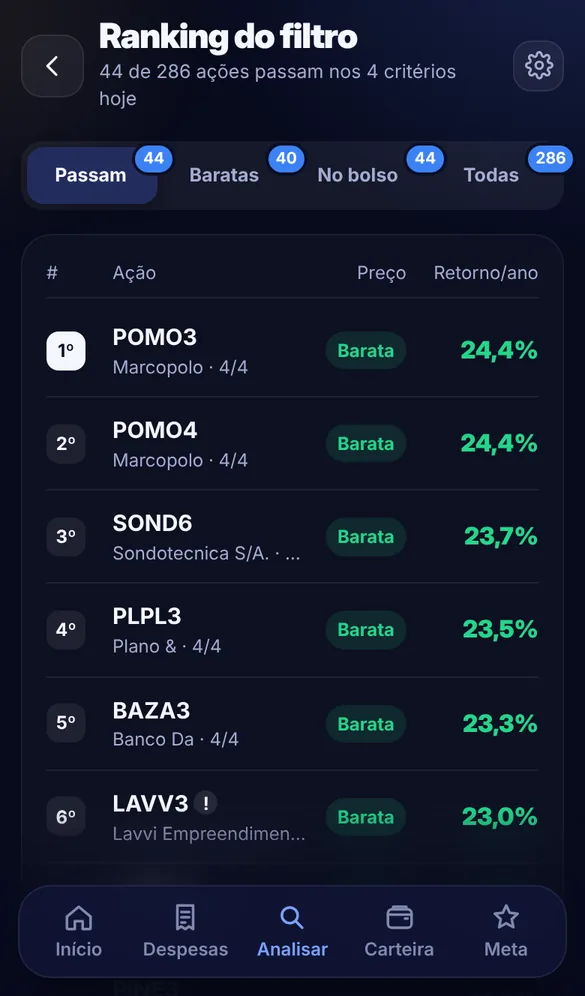 Ranking do filtro
44 de 286 ações passam nos 4 critérios
hoje
Passam 44 Baratas 40 No bolso 44 Todas 286
# Ação Preço Retorno/ano
1º POMO3 Barata 24,4%
Marcopolo · 4/4
2º POMO4 Barata 24,4%
Marcopolo · 4/4
3º SOND6 Barata 23,7%
Sondotecnica S/A. · ...
4º PLPL3 Barata 23,5%
Plano & · 4/4
5º BAZA3 Barata 23,3%
Banco Da · 4/4
6º LAVV3 ! Barata 23,0%
Lavvi Empreendimen...
Início Despesas Analisar Carteira Meta